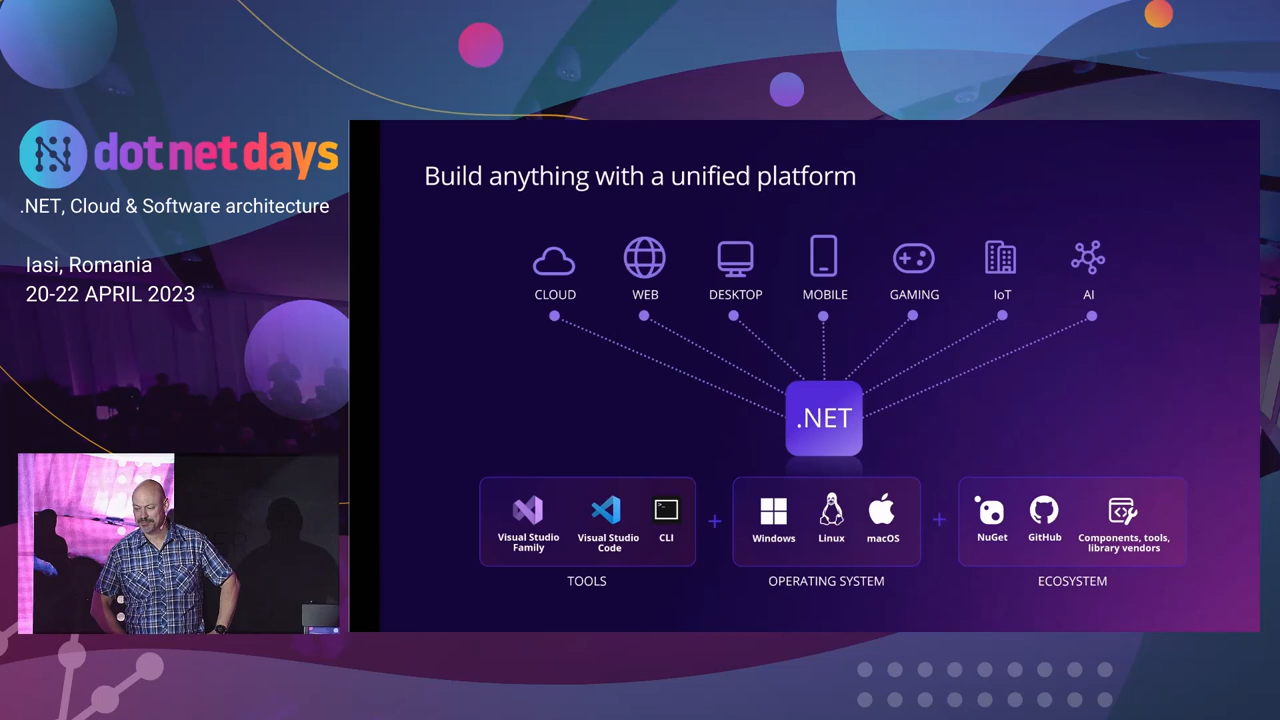 dotnetdays
.NET, Cloud & Software architecture
Iasi, Romania
20-22 APRIL 2023
Build anything with a unified platform
CLOUD WEB DESKTOP MOBILE GAMING IoT AI
.NET
Visual Studio Family
Visual Studio Code
CLI
TOOLS
+
Windows Linux macOS
OPERATING SYSTEM
+
NuGet GitHub
Components, tools,
library vendors
ECOSYSTEM